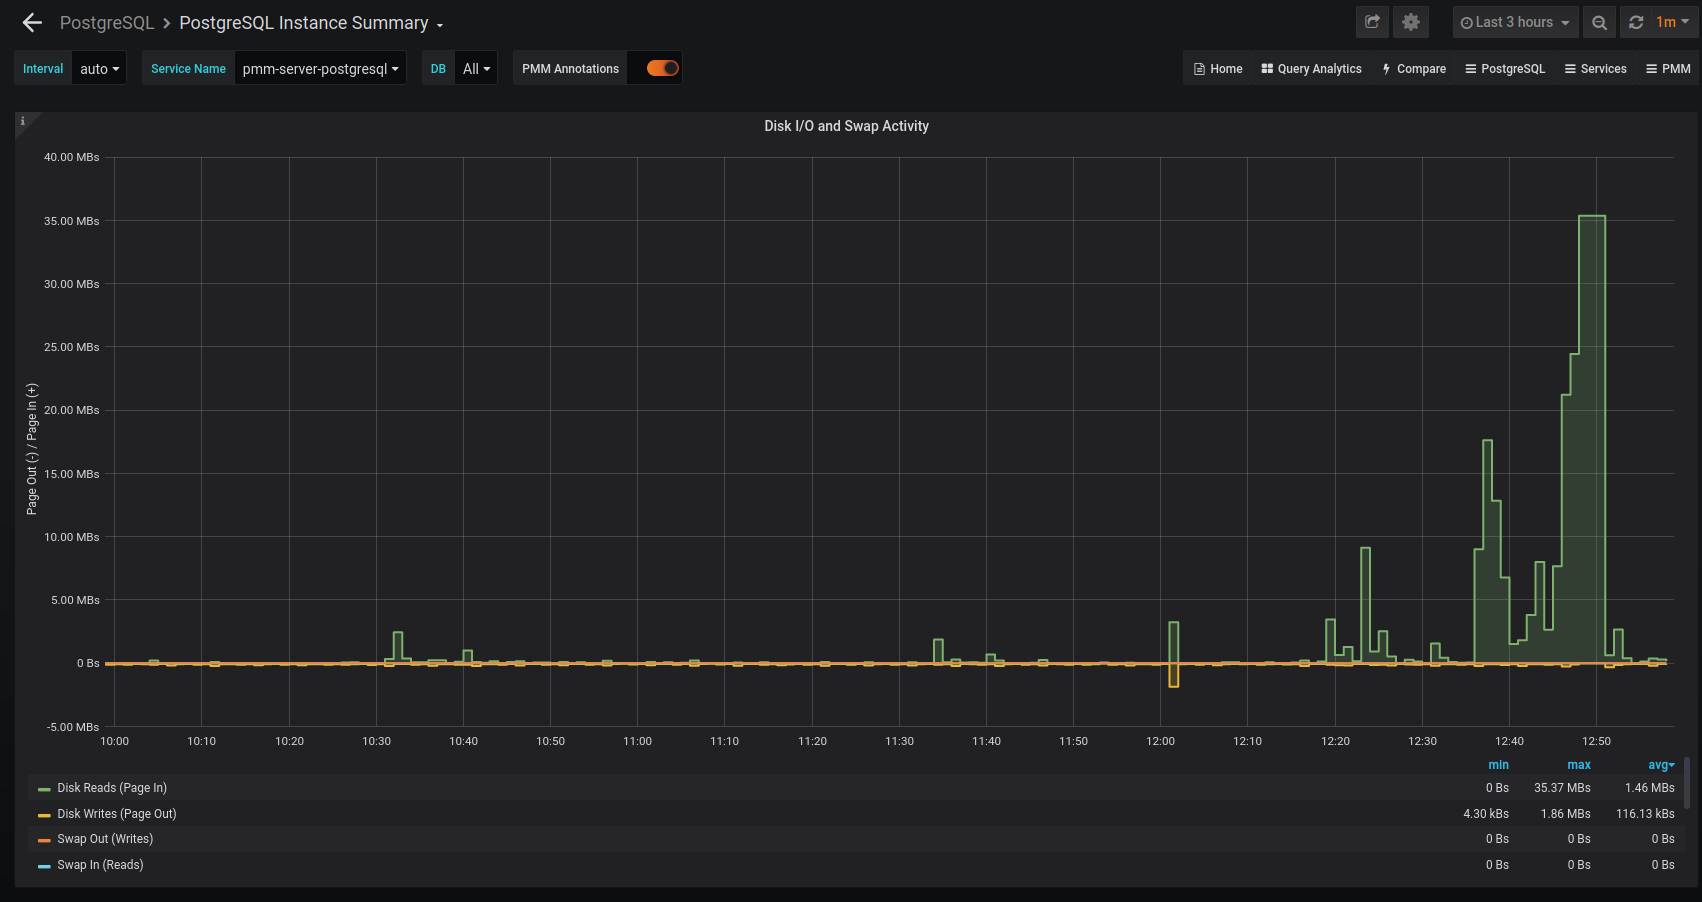 PostgreSQL > PostgreSQL Instance Summary
Last 3 hours 1m
Interval auto Service Name pmm-server-postgresql DB All PMM Annotations Home Query Analytics Compare PostgreSQL Services PMM
i
Disk I/O and Swap Activity
Page Out (-) / Page In (+)
40.00 MBs
35.00 MBs
30.00 MBs
25.00 MBs
20.00 MBs
15.00 MBs
10.00 MBs
5.00 MBs
0 Bs
-5.00 MBs
10:00 10:10 10:20 10:30 10:40 10:50 11:00 11:10 11:20 11:30 11:40 11:50 12:00 12:10 12:20 12:30 12:40 12:50
min max avg
Disk Reads (Page In) 0 Bs 35.37 MBs 1.46 MBs
Disk Writes (Page Out) 4.30 kBs 1.86 MBs 116.13 kBs
Swap Out (Writes) 0 Bs 0 Bs 0 Bs
Swap In (Reads) 0 Bs 0 Bs 0 Bs